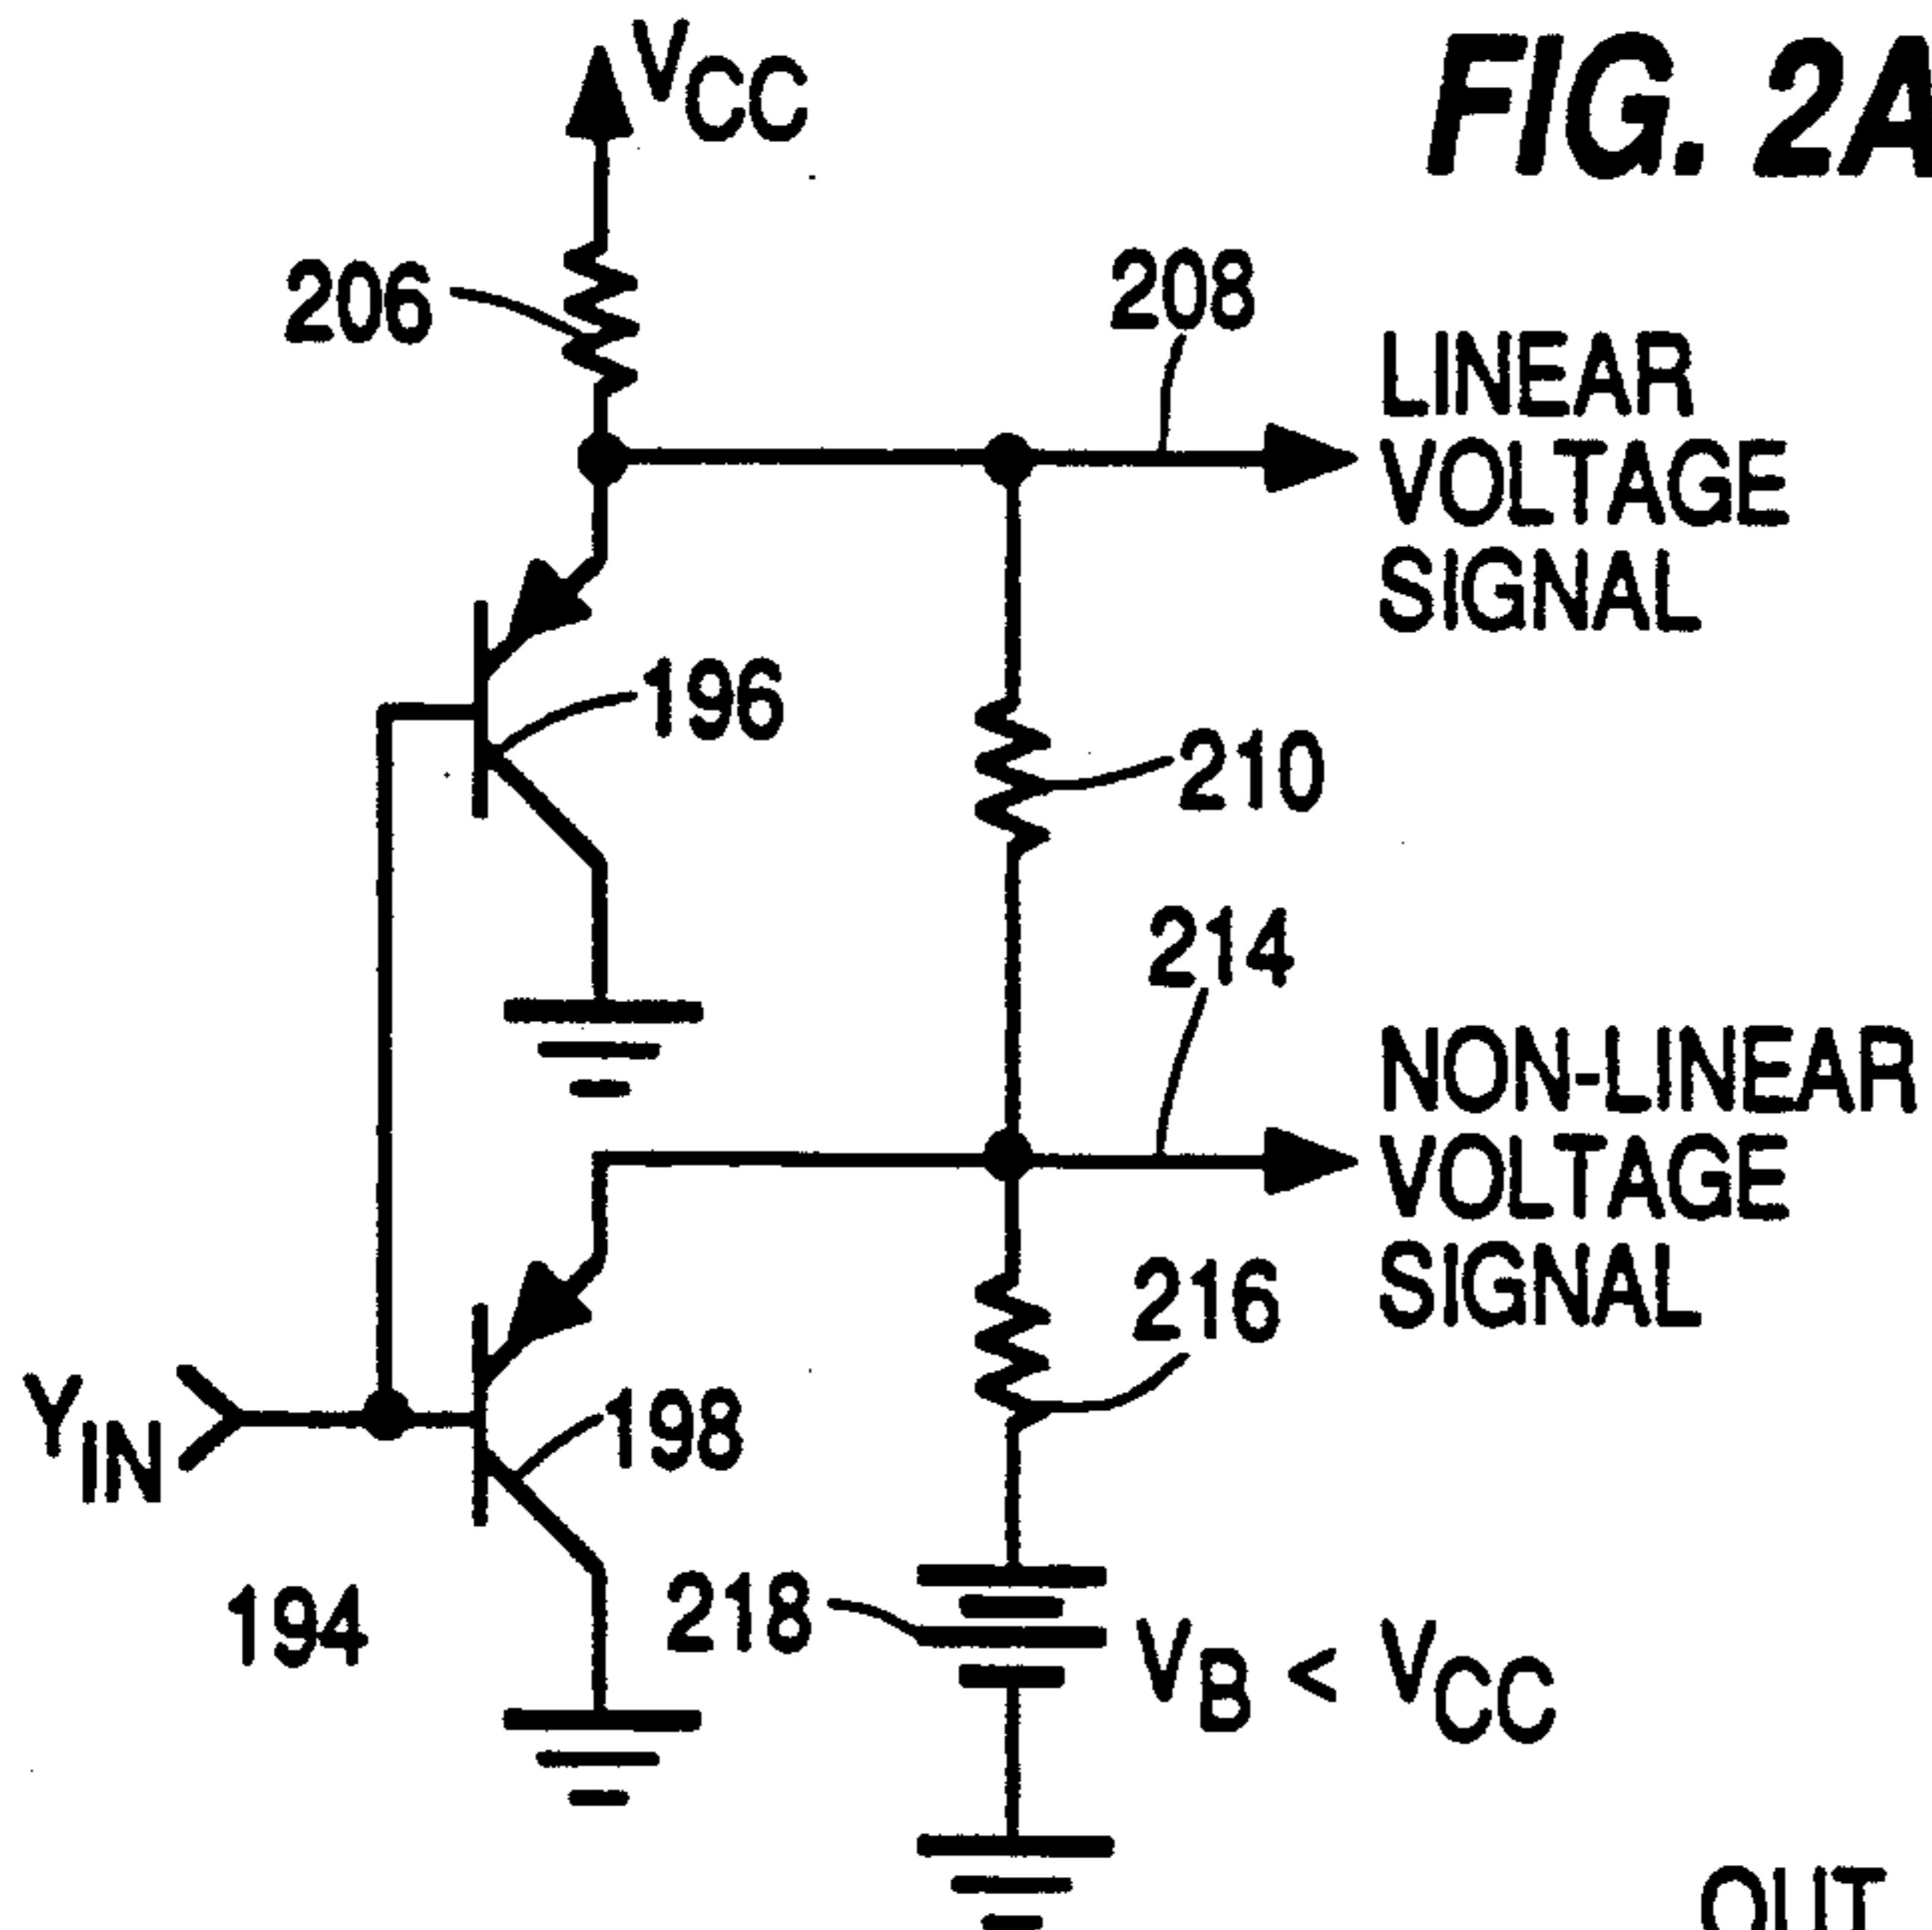 FIG. 2A
VCC
206
208
LINEAR
VOLTAGE
SIGNAL
196
210
214
NON-LINEAR
VOLTAGE
SIGNAL
216
YIN
198
194
218
VB < VCC
OUT